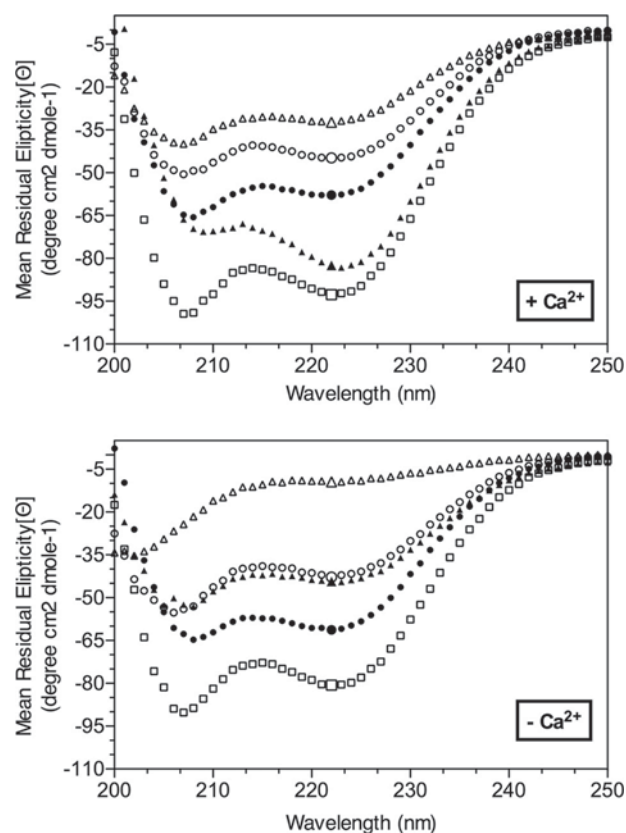 Mean Residual Elipticity[Θ]
(degree cm2 dmole-1)
-5
-20
-35
-50
-65
-80
-95
-110
+ Ca²⁺
200 210 220 230 240 250
Wavelength (nm)
Mean Residual Elipticity[Θ]
(degree cm2 dmole-1)
-5
-20
-35
-50
-65
-80
-95
-110
- Ca²⁺
200 210 220 230 240 250
Wavelength (nm)